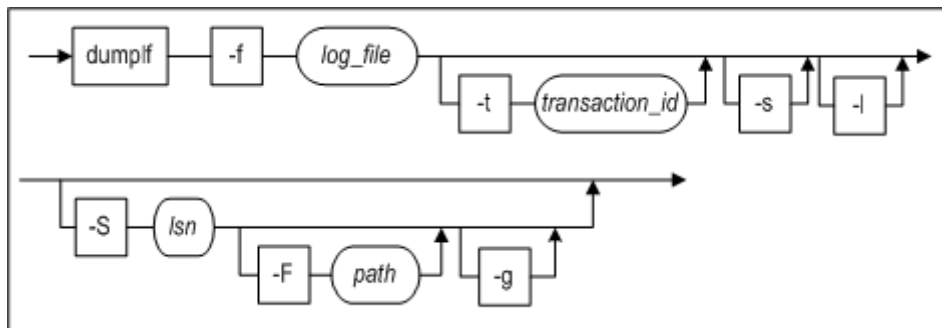 dumplf -f log_file
-t transaction_id -s -l
-S lsn
-F path -g